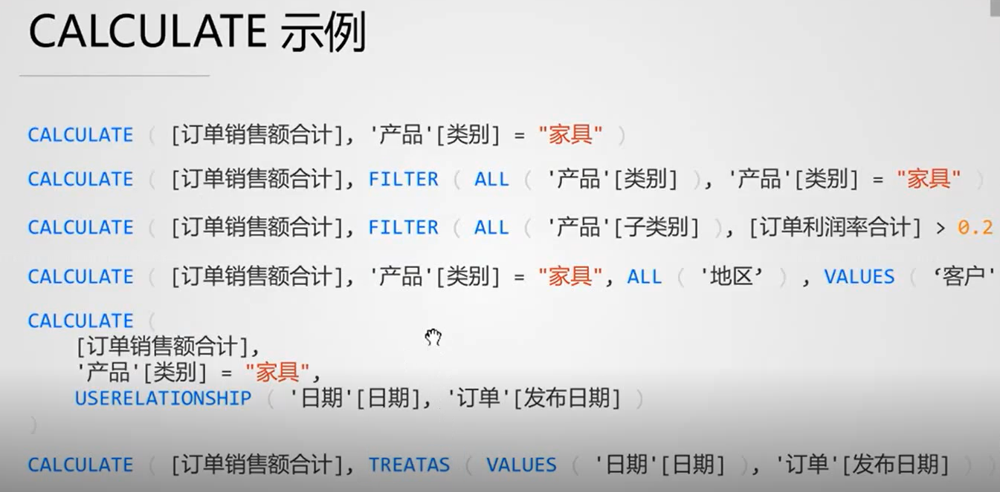 CALCULATE 示例
CALCULATE ( [订单销售额合计], '产品'[类别] = "家具" )
CALCULATE ( [订单销售额合计], FILTER ( ALL ( '产品'[类别] ), '产品'[类别] = "家具" )
CALCULATE ( [订单销售额合计], FILTER ( ALL ( '产品'[子类别] ), [订单利润率合计] > 0.2
CALCULATE ( [订单销售额合计], '产品'[类别] = "家具", ALL ( '地区’ ) , VALUES ( ‘客户'
CALCULATE (
[订单销售额合计],
'产品'[类别] = "家具",
USERELATIONSHIP ( '日期'[日期], '订单'[发布日期] )
)
CALCULATE ( [订单销售额合计], TREATAS ( VALUES ( '日期'[日期] ), '订单'[发布日期] ) )